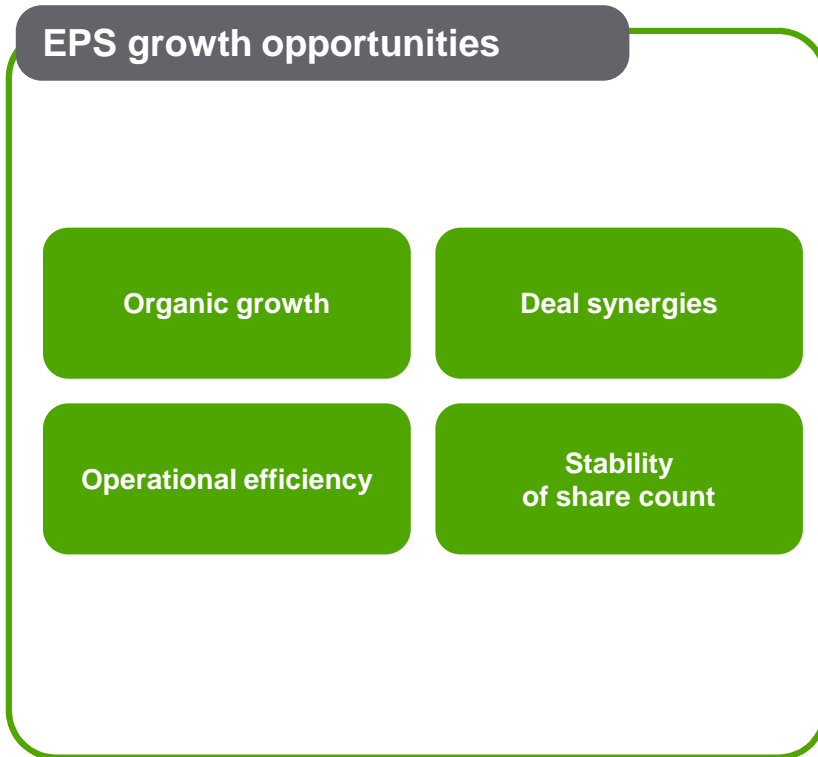 EPS growth opportunities
Organic growth
Deal synergies
Operational efficiency
Stability
of share count